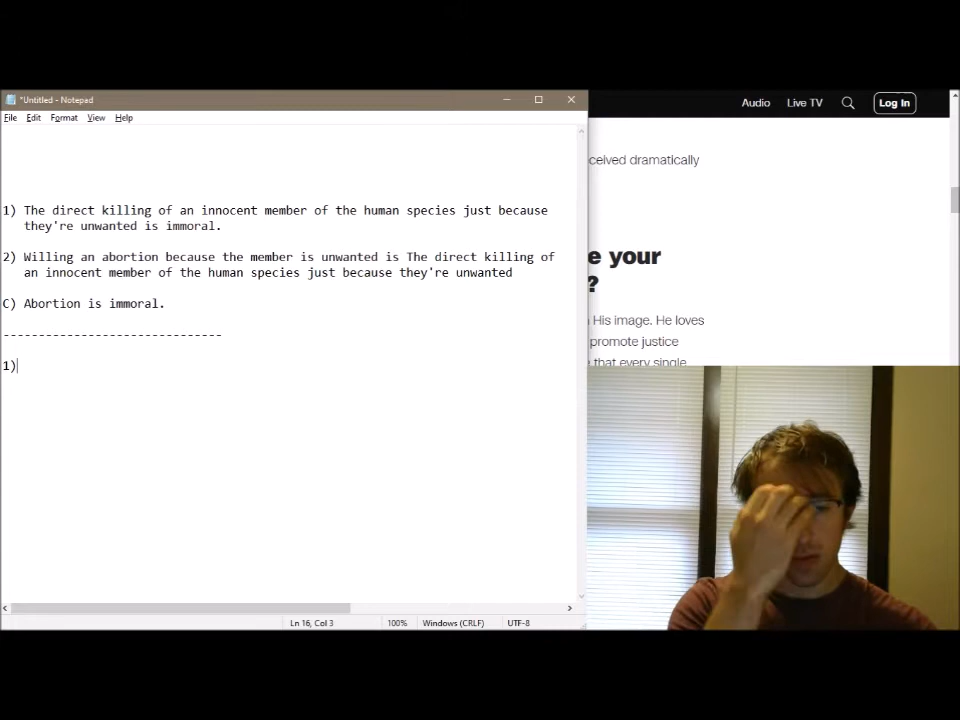 *Untitled - Notepad
File Edit Format View Help
Audio Live TV Log In
ceived dramatically
1) The direct killing of an innocent member of the human species just because
they're unwanted is immoral.
2) Willing an abortion because the member is unwanted is The direct killing of
an innocent member of the human species just because they're unwanted
C) Abortion is immoral.
-------------------------------
1)
e your
?
His image. He loves
promote justice
that every single
Ln 16, Col 3 100% Windows (CRLF) UTF-8